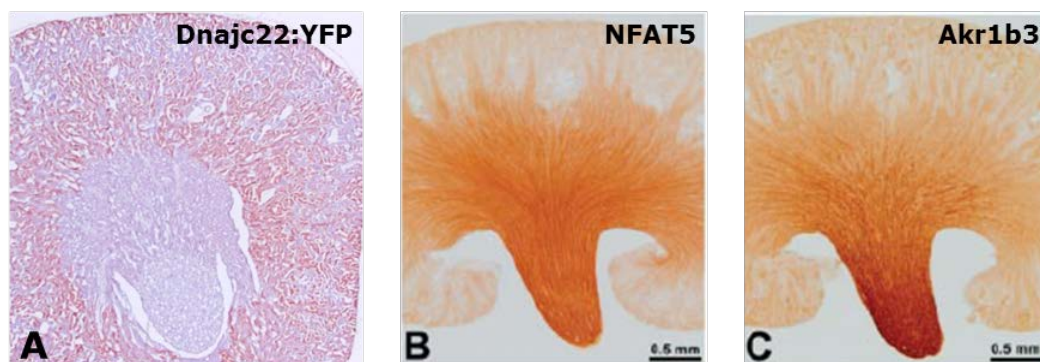 Dnajc22:YFP
NFAT5
Akr1b3
A
B
0.5 mm
C
0.5 mm